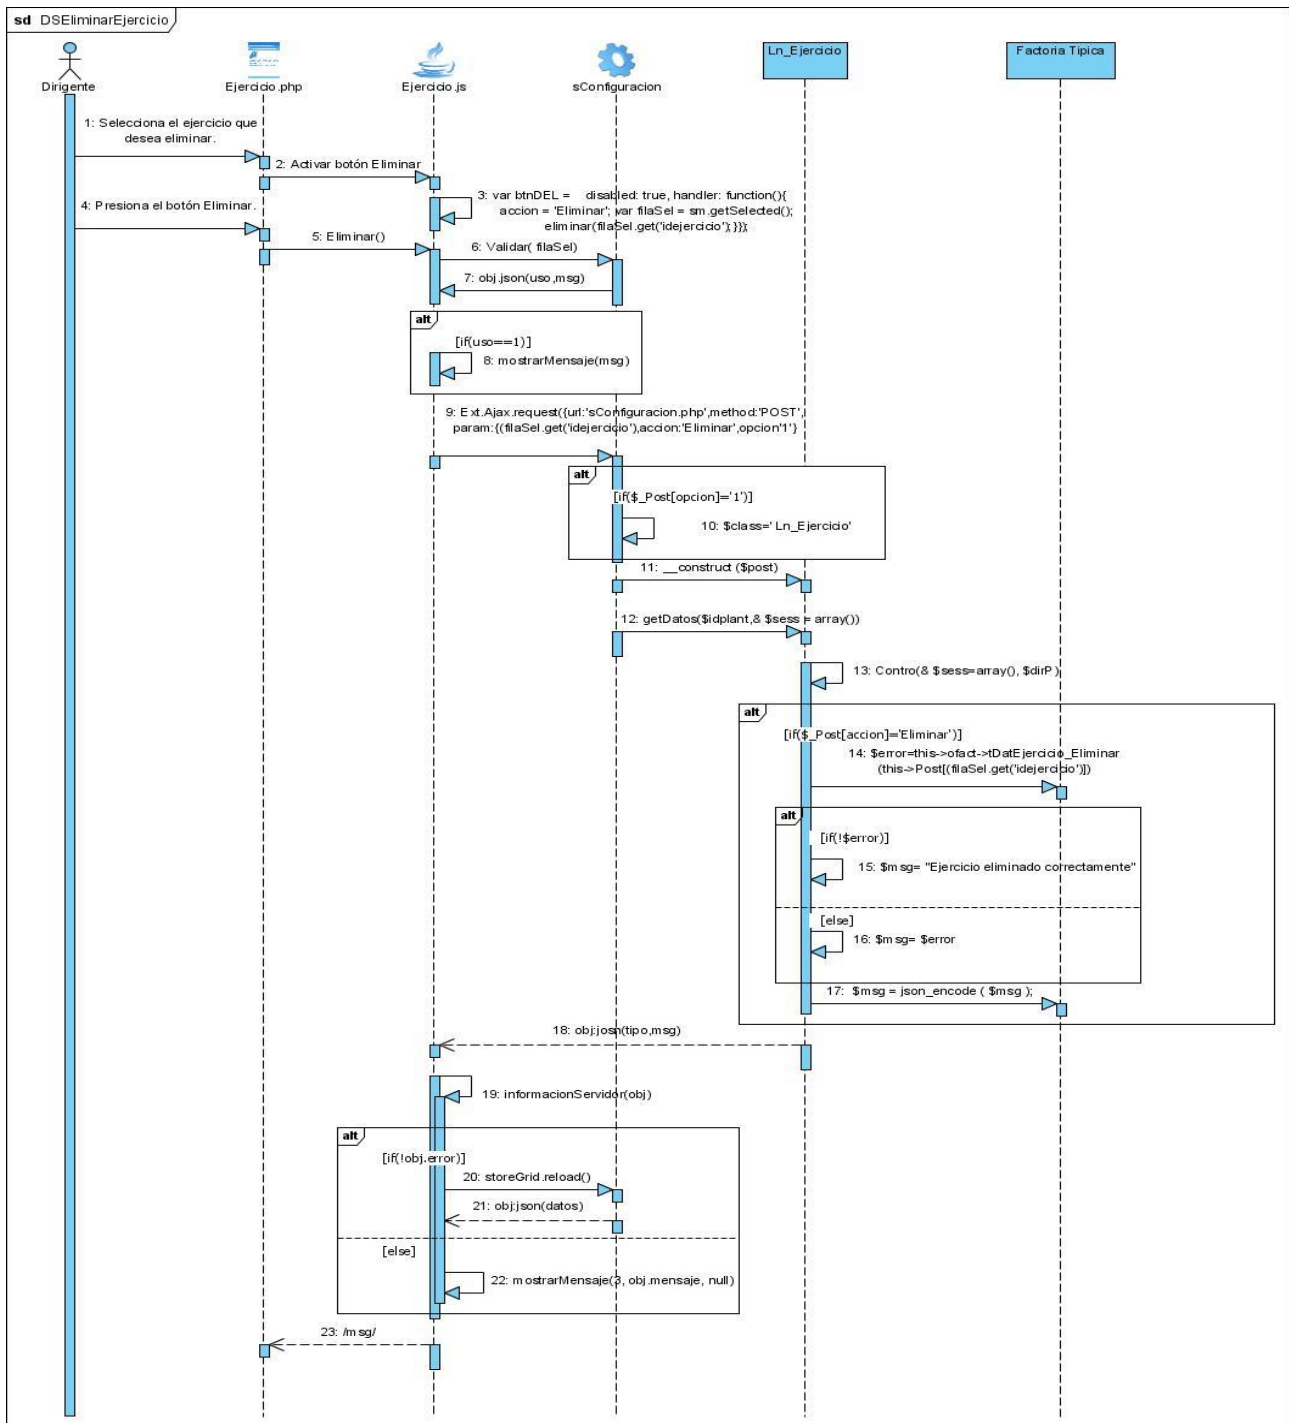 sd DSEliminarEjercicio
Dirigente
Ejercicio.php
Ejercicio.js
sConfiguracion
Ln_Ejercicio
Factoria Tipica
1: Selecciona el ejercicio que
desea eliminar.
2: Activar botón Eliminar
3: var btnDEL = disabled: true, handler: function(){
accion = 'Eliminar'; var filaSel = sm.getSelected();
eliminar(filaSel.get('idejercicio'); }});
4: Presiona el botón Eliminar.
5: Eliminar()
6: Validar( filaSel)
7: obj.json(uso,msg)
alt
[if(uso==1)]
8: mostrarMensaje(msg)
9: Ext.Ajax.request({url:'sConfiguracion.php',method:'POST',
param:{(filaSel.get('idejercicio'),accion:'Eliminar',opcion'1'}
alt
[if($_Post[opcion]='1')]
10: $class=' Ln_Ejercicio'
11: __construct ($post)
12: getDatos($idplant,& $sess = array())
13: Contro(& $sess=array(), $dirP )
alt
[if($_Post[accion]='Eliminar')]
14: $error=this->ofact->tDatEjercicio_Eliminar
(this->Post[(filaSel.get('idejercicio')])
alt
[if(!$error)]
15: $msg= "Ejercicio eliminado correctamente"
[else]
16: $msg= $error
17: $msg = json_encode ( $msg );
18: obj:josn(tipo,msg)
19: informacionServidor(obj)
alt
[if(!obj.error)]
20: storeGrid.reload()
21: obj:json(datos)
[else]
22: mostrarMensaje(3, obj.mensaje, null)
23: /msg/